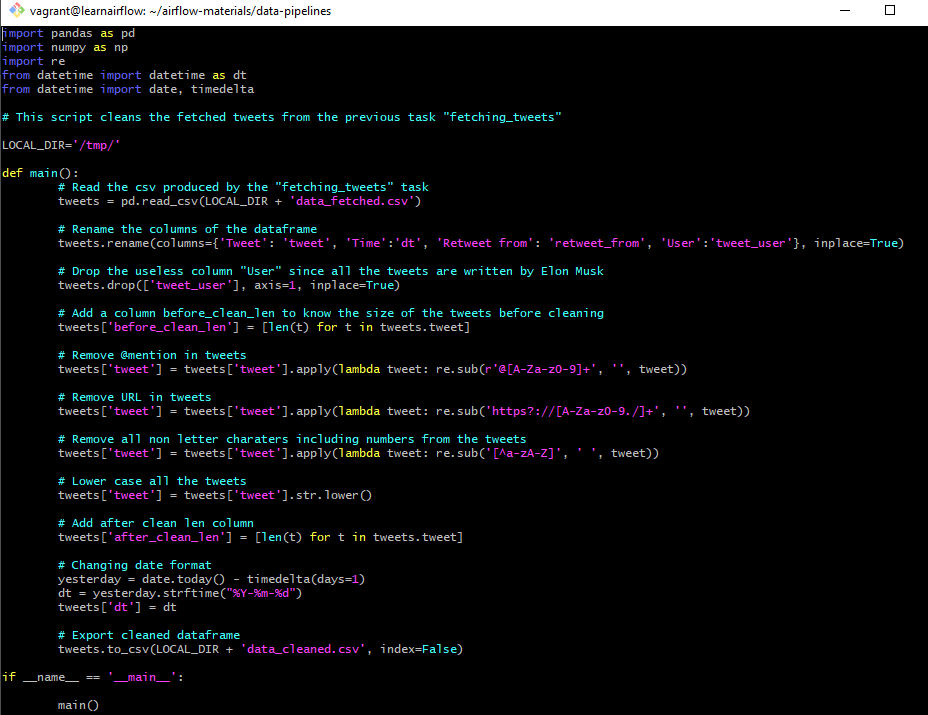 vagrant@learnairflow: ~/airflow-materials/data-pipelines
import pandas as pd
import numpy as np
import re
from datetime import datetime as dt
from datetime import date, timedelta
# This script cleans the fetched tweets from the previous task "fetching_tweets"
LOCAL_DIR='/tmp/'
def main():
# Read the csv produced by the "fetching_tweets" task
tweets = pd.read_csv(LOCAL_DIR + 'data_fetched.csv')
# Rename the columns of the dataframe
tweets.rename(columns={'Tweet': 'tweet', 'Time':'dt', 'Retweet from': 'retweet_from', 'User':'tweet_user'}, inplace=True)
# Drop the useless column "User" since all the tweets are written by Elon Musk
tweets.drop(['tweet_user'], axis=1, inplace=True)
# Add a column before_clean_len to know the size of the tweets before cleaning
tweets['before_clean_len'] = [len(t) for t in tweets.tweet]
# Remove @mention in tweets
tweets['tweet'] = tweets['tweet'].apply(lambda tweet: re.sub(r'@[A-Za-z0-9]+', '', tweet))
# Remove URL in tweets
tweets['tweet'] = tweets['tweet'].apply(lambda tweet: re.sub('https?://[A-Za-z0-9./]+', '', tweet))
# Remove all non letter charaters including numbers from the tweets
tweets['tweet'] = tweets['tweet'].apply(lambda tweet: re.sub('[^a-zA-Z]', ' ', tweet))
# Lower case all the tweets
tweets['tweet'] = tweets['tweet'].str.lower()
# Add after clean len column
tweets['after_clean_len'] = [len(t) for t in tweets.tweet]
# Changing date format
yesterday = date.today() - timedelta(days=1)
dt = yesterday.strftime("%Y-%m-%d")
tweets['dt'] = dt
# Export cleaned dataframe
tweets.to_csv(LOCAL_DIR + 'data_cleaned.csv', index=False)
if __name__ == '__main__':
main()